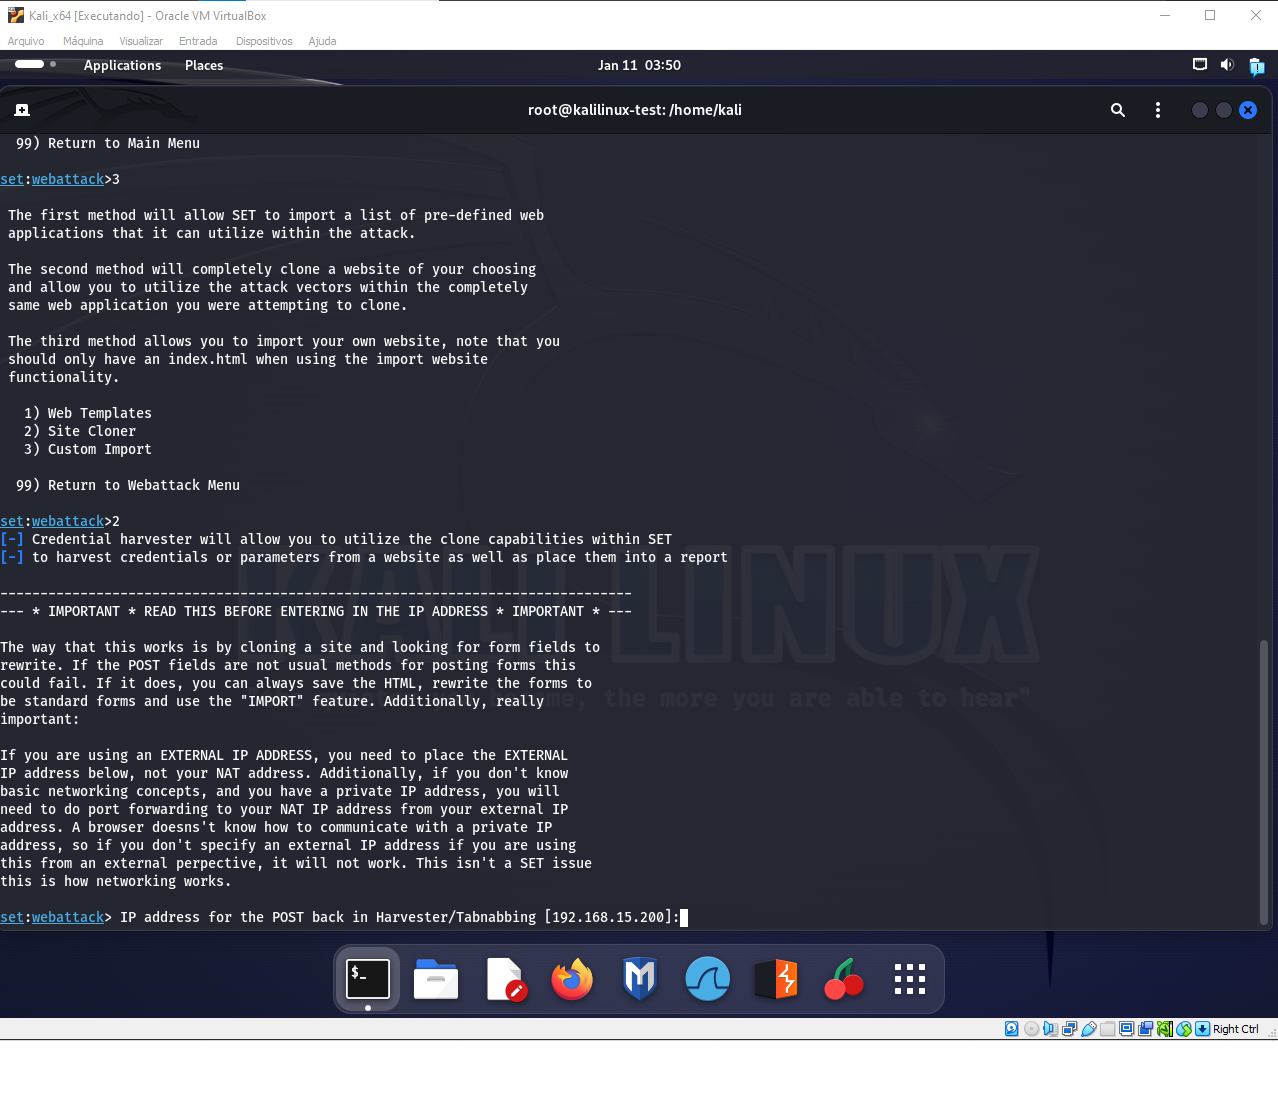 Kali_x64 [Executando] - Oracle VM VirtualBox
Arquivo Máquina Visualizar Entrada Dispositivos Ajuda
Applications Places Jan 11 03:50
root@kalilinux-test: /home/kali
99) Return to Main Menu
set:webattack>3
The first method will allow SET to import a list of pre-defined web
applications that it can utilize within the attack.
The second method will completely clone a website of your choosing
and allow you to utilize the attack vectors within the completely
same web application you were attempting to clone.
The third method allows you to import your own website, note that you
should only have an index.html when using the import website
functionality.
1) Web Templates
2) Site Cloner
3) Custom Import
99) Return to Webattack Menu
set:webattack>2
[-] Credential harvester will allow you to utilize the clone capabilities within SET
[-] to harvest credentials or parameters from a website as well as place them into a report
-------------------------------------------------------------------------------
--- * IMPORTANT * READ THIS BEFORE ENTERING IN THE IP ADDRESS * IMPORTANT * ---
The way that this works is by cloning a site and looking for form fields to
rewrite. If the POST fields are not usual methods for posting forms this
could fail. If it does, you can always save the HTML, rewrite the forms to
be standard forms and use the "IMPORT" feature. Additionally, really
important:
If you are using an EXTERNAL IP ADDRESS, you need to place the EXTERNAL
IP address below, not your NAT address. Additionally, if you don't know
basic networking concepts, and you have a private IP address, you will
need to do port forwarding to your NAT IP address from your external IP
address. A browser doesns't know how to communicate with a private IP
address, so if you don't specify an external IP address if you are using
this from an external perpective, it will not work. This isn't a SET issue
this is how networking works.
set:webattack> IP address for the POST back in Harvester/Tabnabbing [192.168.15.200]:
KALI LINUX
the more you are able to hear"
$_
Right Ctrl